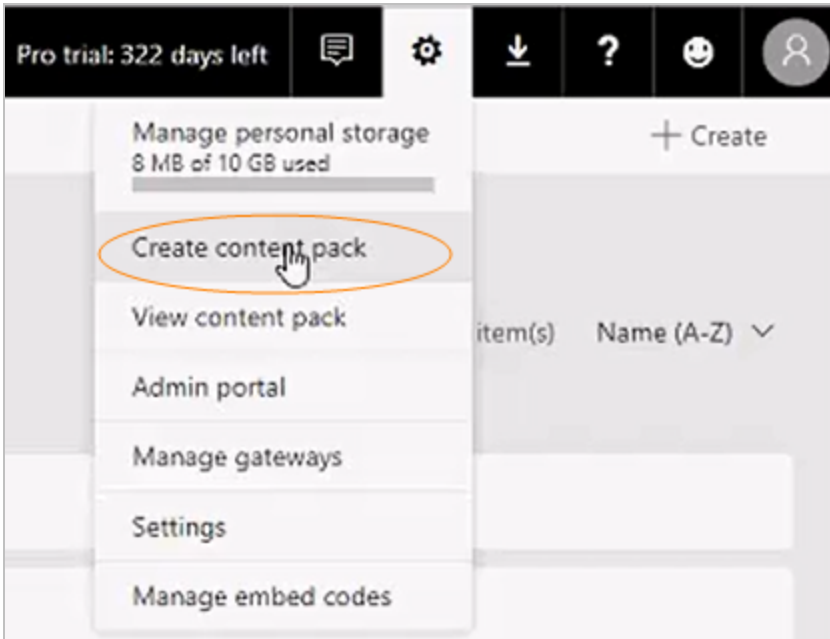 Pro trial: 322 days left
Manage personal storage
8 MB of 10 GB used
+ Create
Create content pack
View content pack
item(s)
Name (A-Z)
Admin portal
Manage gateways
Settings
Manage embed codes